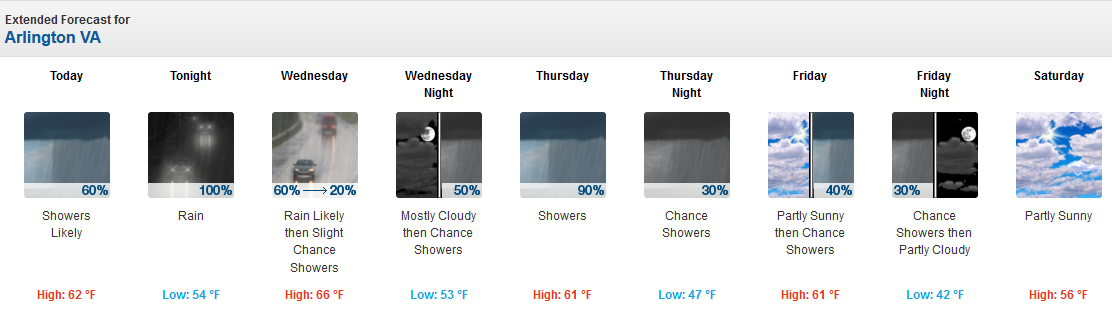 Extended Forecast for
Arlington VA
Today
Tonight
Wednesday
Wednesday
Night
Thursday
Thursday
Night
Friday
Friday
Night
Saturday
60%
100%
60% → 20%
50%
90%
30%
40%
30%
Showers
Likely
Rain
Rain Likely
then Slight
Chance
Showers
Mostly Cloudy
then Chance
Showers
Showers
Chance
Showers
Partly Sunny
then Chance
Showers
Chance
Showers then
Partly Cloudy
Partly Sunny
High: 62 °F
Low: 54 °F
High: 66 °F
Low: 53 °F
High: 61 °F
Low: 47 °F
High: 61 °F
Low: 42 °F
High: 56 °F